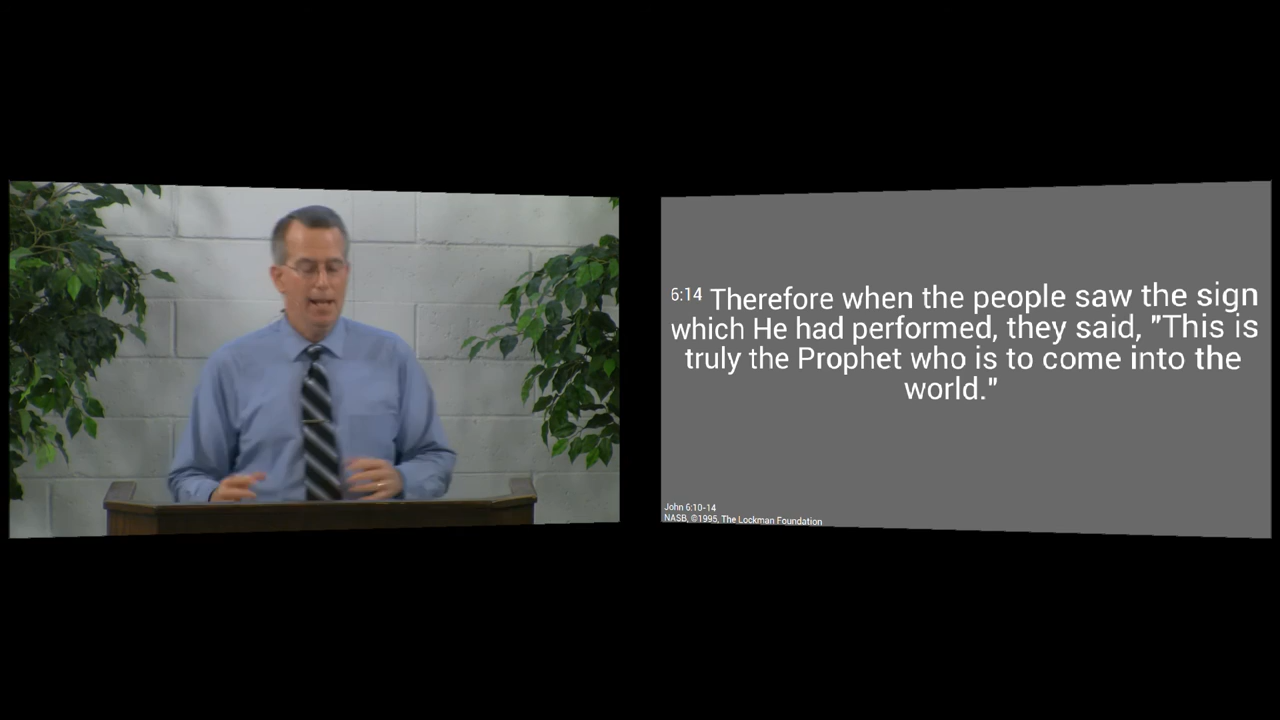 6:14 Therefore when the people saw the sign
which He had performed, they said, "This is
truly the Prophet who is to come into the
world."
John 6:10-14
NASB, ©1995, The Lockman Foundation